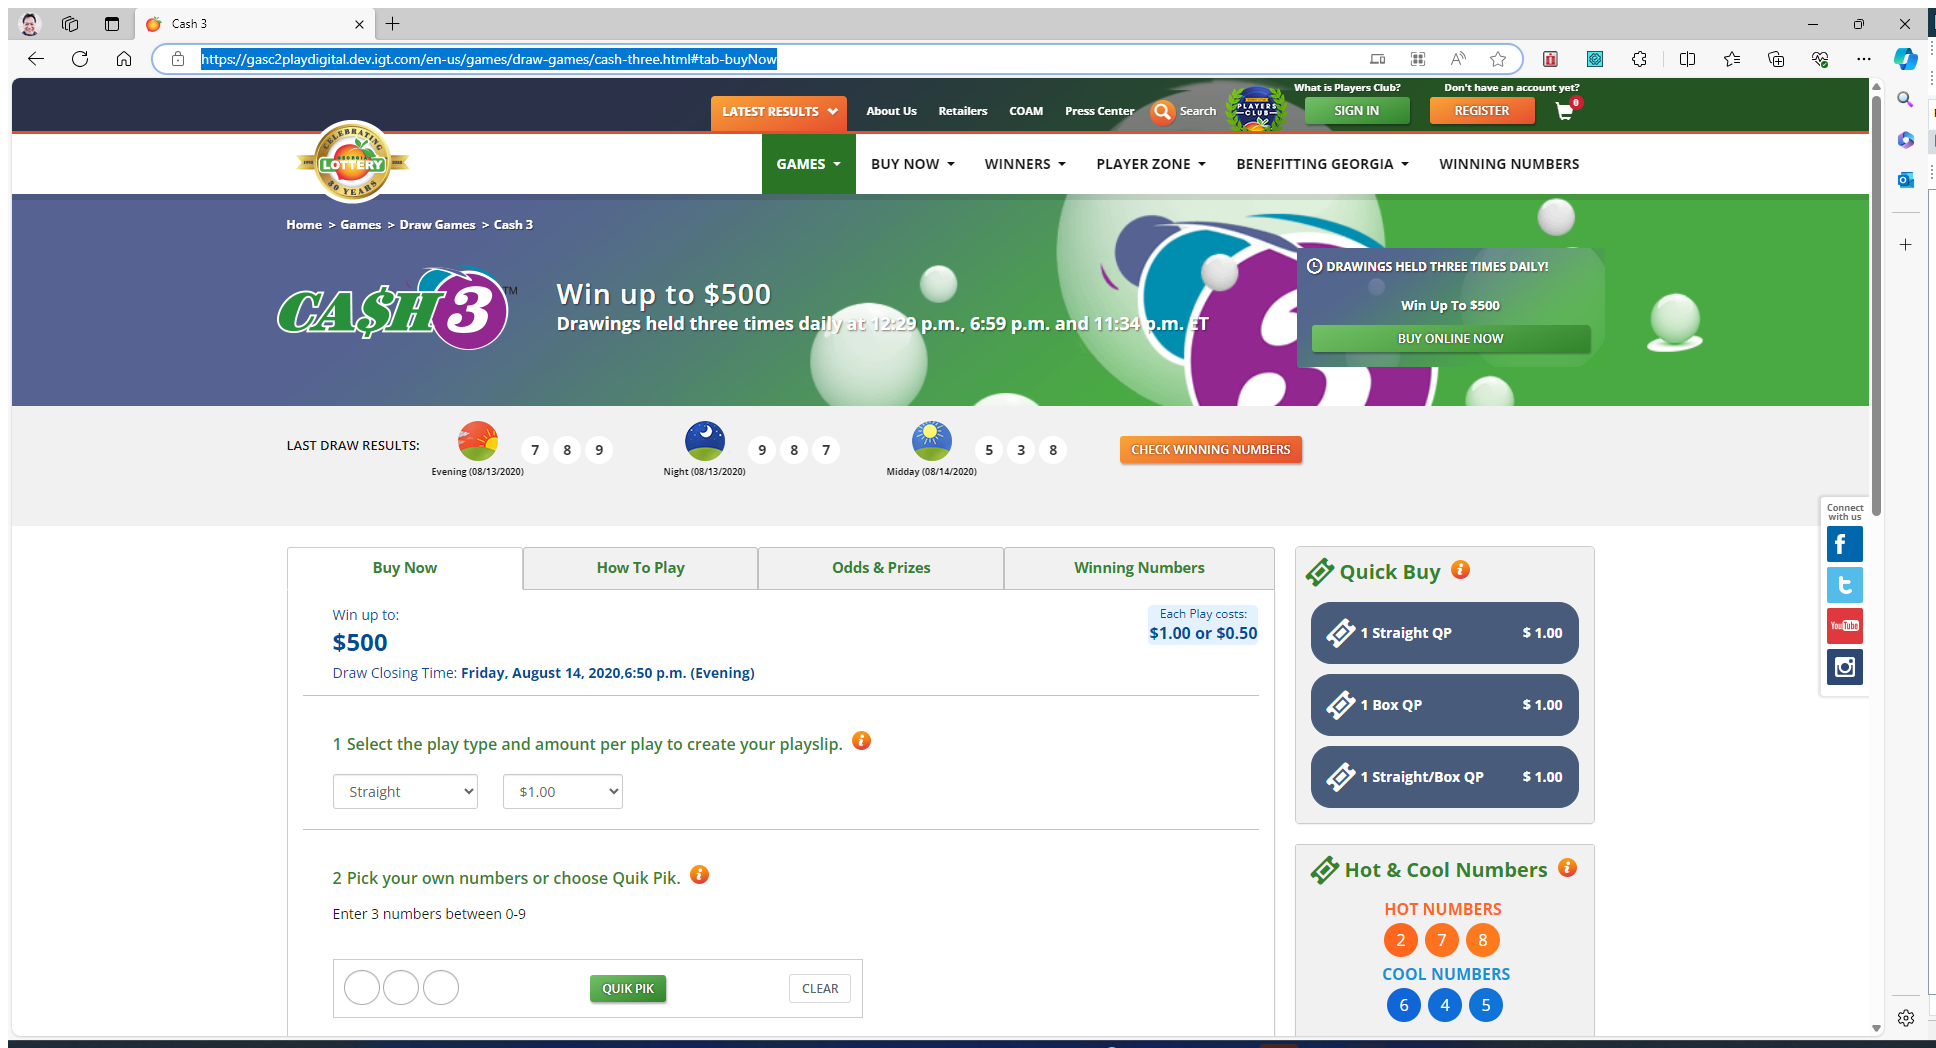 Cash 3
https://gasc2playdigital.dev.igt.com/en-us/games/draw-games/cash-three.html#tab-buyNow
What is Players Club?
Don't have an account yet?
LATEST RESULTS
About Us
Retailers
COAM
Press Center
Search
PLAYERS
CLUB
SIGN IN
REGISTER
0
CELEBRATING
GEORGIA
LOTTERY
30 YEARS
GAMES
BUY NOW
WINNERS
PLAYER ZONE
BENEFITTING GEORGIA
WINNING NUMBERS
Home > Games > Draw Games > Cash 3
CA$H 3 TM
Win up to $500
Drawings held three times daily at 12:29 p.m., 6:59 p.m. and 11:34 p.m. ET
DRAWINGS HELD THREE TIMES DAILY!
Win Up To $500
BUY ONLINE NOW
LAST DRAW RESULTS:
7 8 9
Evening (08/13/2020)
9 8 7
Night (08/13/2020)
5 3 8
Midday (08/14/2020)
CHECK WINNING NUMBERS
Connect
with us
YouTube
Buy Now
How To Play
Odds & Prizes
Winning Numbers
Win up to:
$500
Each Play costs:
$1.00 or $0.50
Draw Closing Time: Friday, August 14, 2020,6:50 p.m. (Evening)
1 Select the play type and amount per play to create your playslip.
Straight
$1.00
2 Pick your own numbers or choose Quik Pik.
Enter 3 numbers between 0-9
QUIK PIK
CLEAR
Quick Buy
1 Straight QP $ 1.00
1 Box QP $ 1.00
1 Straight/Box QP $ 1.00
Hot & Cool Numbers
HOT NUMBERS
2 7 8
COOL NUMBERS
6 4 5